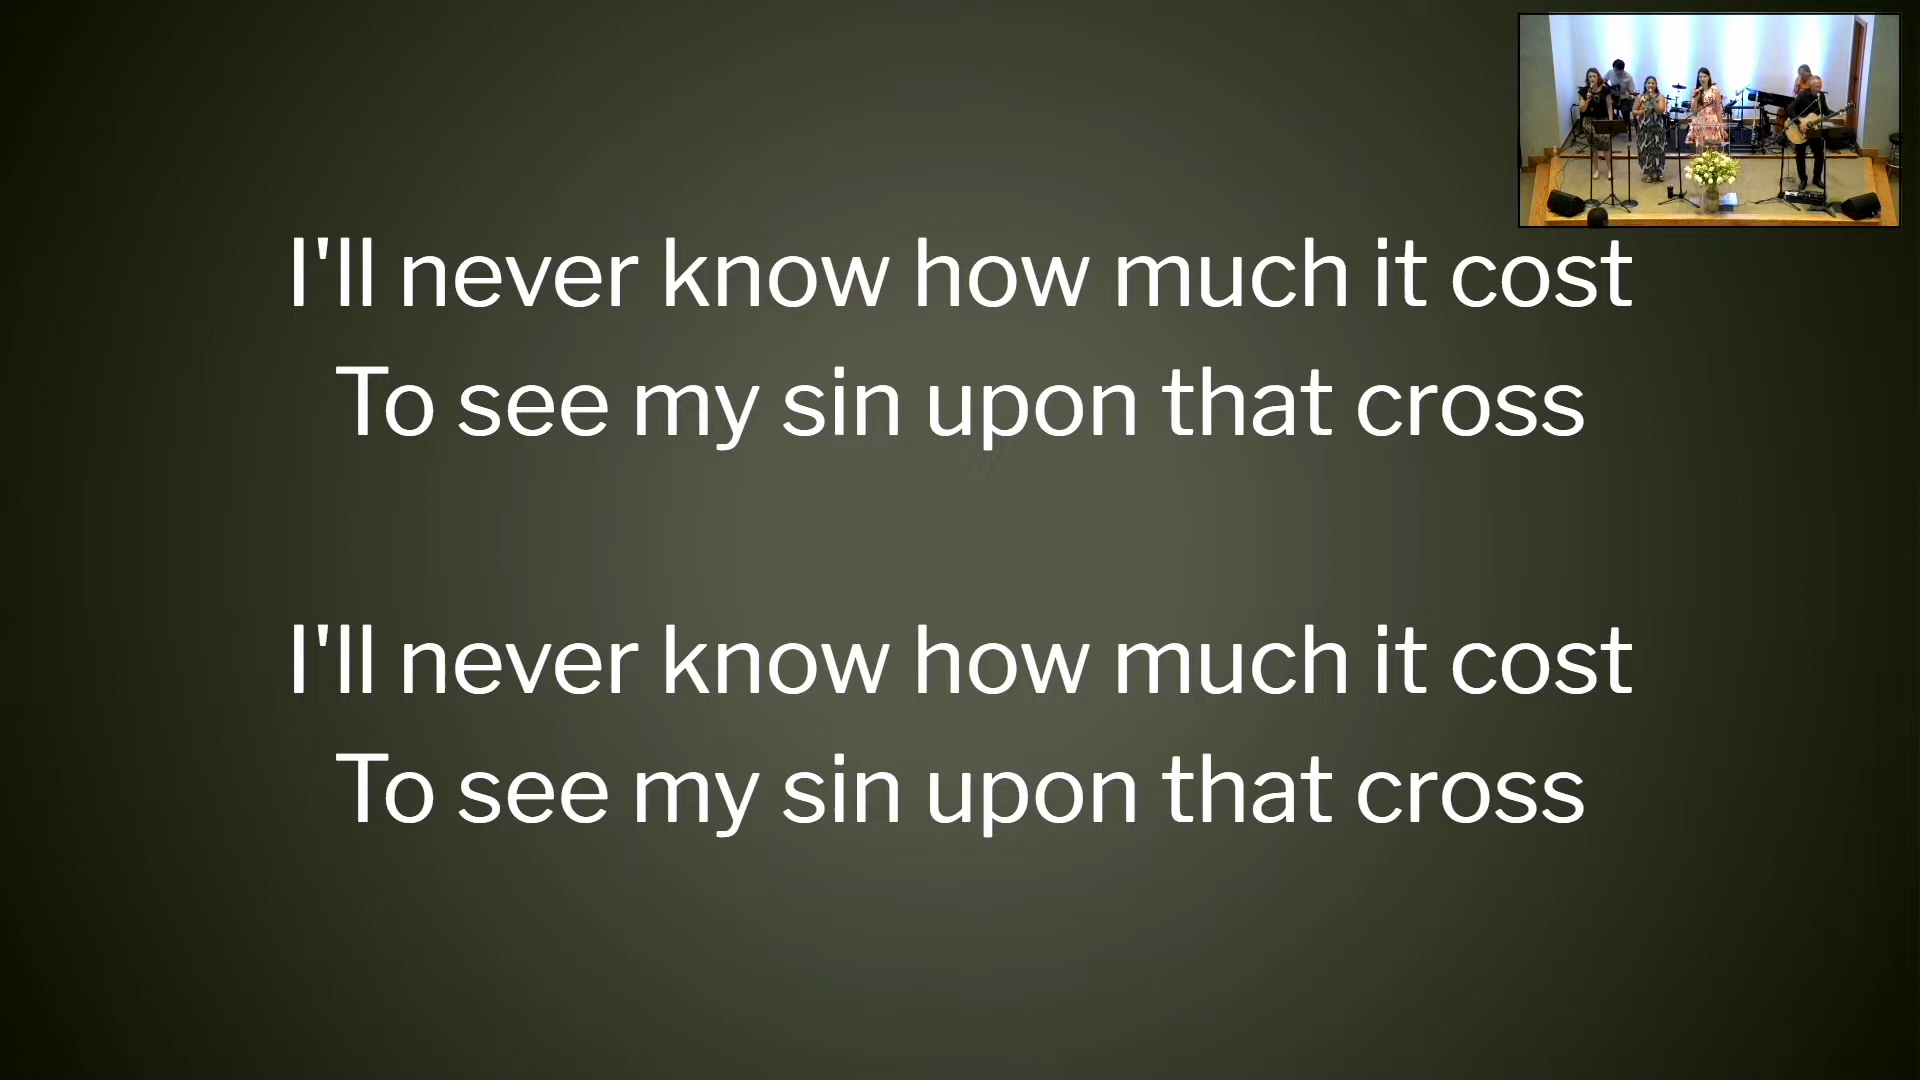 I'll never know how much it cost
To see my sin upon that cross
I'll never know how much it cost
To see my sin upon that cross